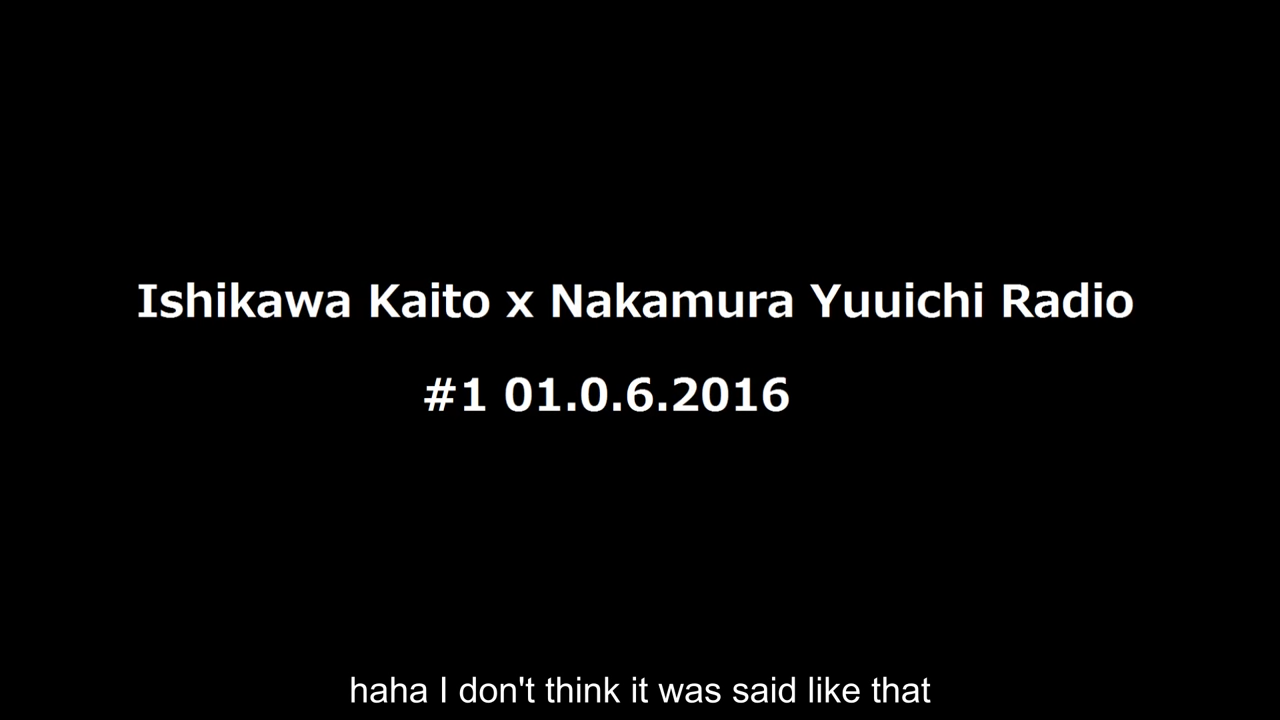 Ishikawa Kaito x Nakamura Yuuichi Radio
#1 01.0.6.2016
haha I don't think it was said like that